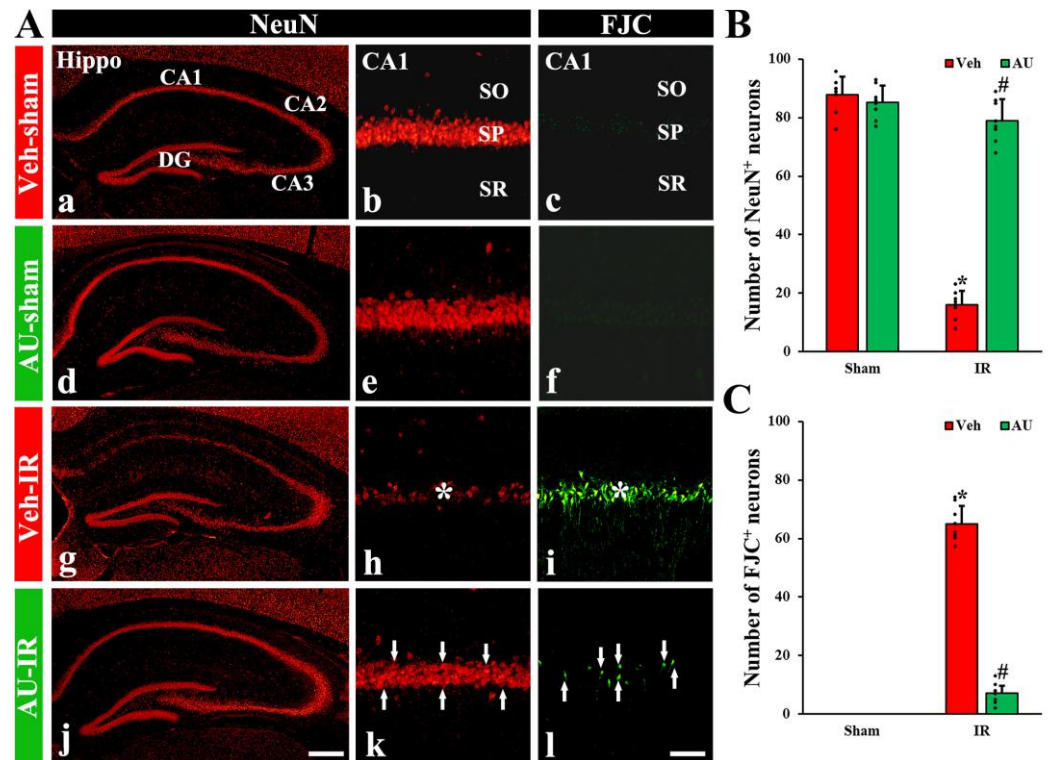 A
NeuN
FJC
Veh-sham
Hippo
CA1
CA2
DG
CA3
a
CA1
SO
SP
SR
b
CA1
SO
SP
SR
c
AU-sham
d
e
f
Veh-IR
g
*
h
*
i
AU-IR
j
k
l
B
Veh AU
Number of NeuN⁺ neurons
100
80
60
40
20
0
*
#
Sham IR
C
Veh AU
Number of FJC⁺ neurons
100
80
60
40
20
0
*
#
Sham IR